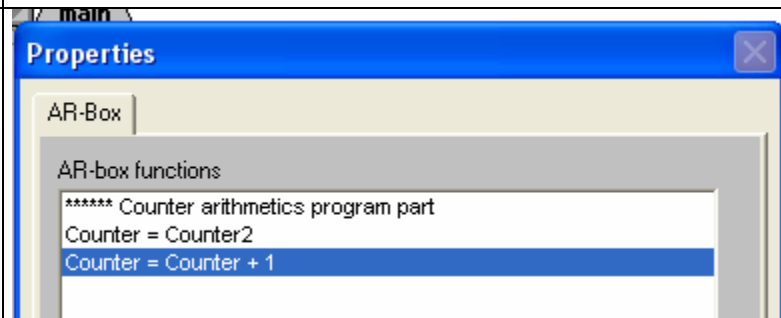 main
Properties
AR-Box
AR-box functions
****** Counter arithmetics program part
Counter = Counter2
Counter = Counter + 1